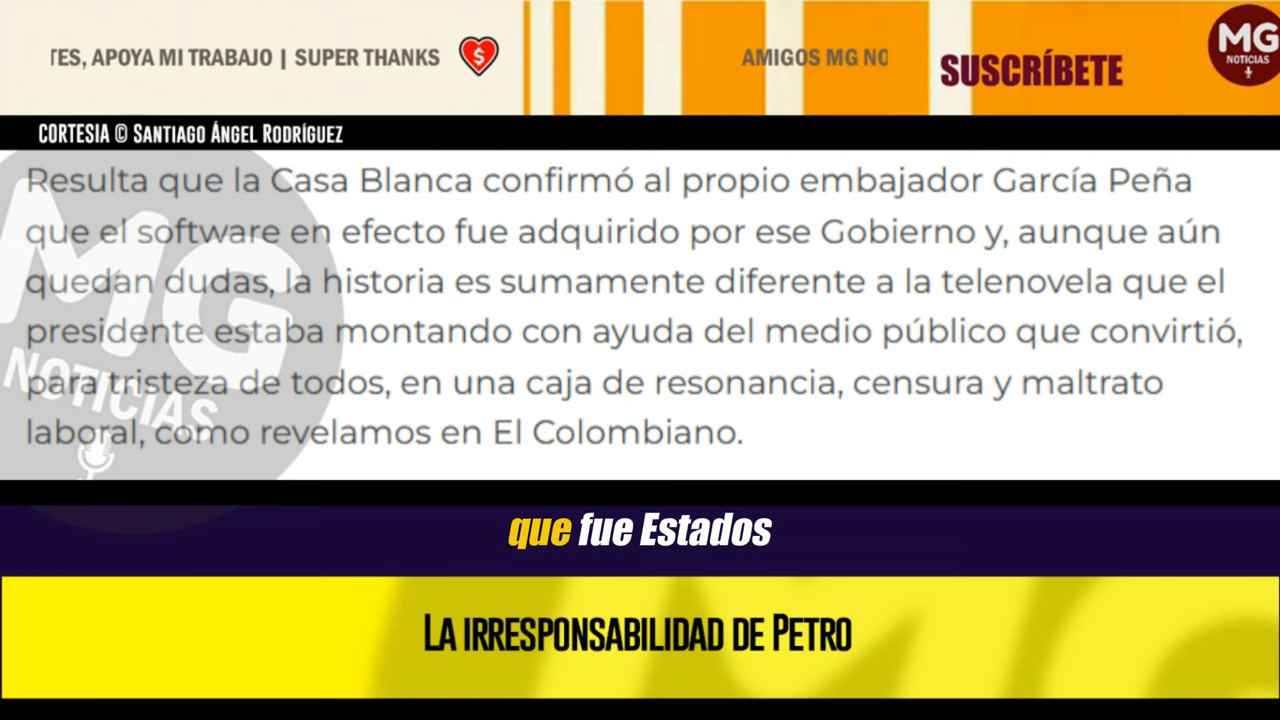 TES, APOYA MI TRABAJO | SUPER THANKS
AMIGOS MG NO
SUSCRÍBETE
MG
NOTICIAS
CORTESIA © SANTIAGO ÁNGEL RODRÍGUEZ
Resulta que la Casa Blanca confirmó al propio embajador García Peña
que el software en efecto fue adquirido por ese Gobierno y, aunque aún
quedan dudas, la historia es sumamente diferente a la telenovela que el
presidente estaba montando con ayuda del medio público que convirtió,
para tristeza de todos, en una caja de resonancia, censura y maltrato
laboral, como revelamos en El Colombiano.
MG
NOTICIAS
que fue Estados
LA IRRESPONSABILIDAD DE PETRO